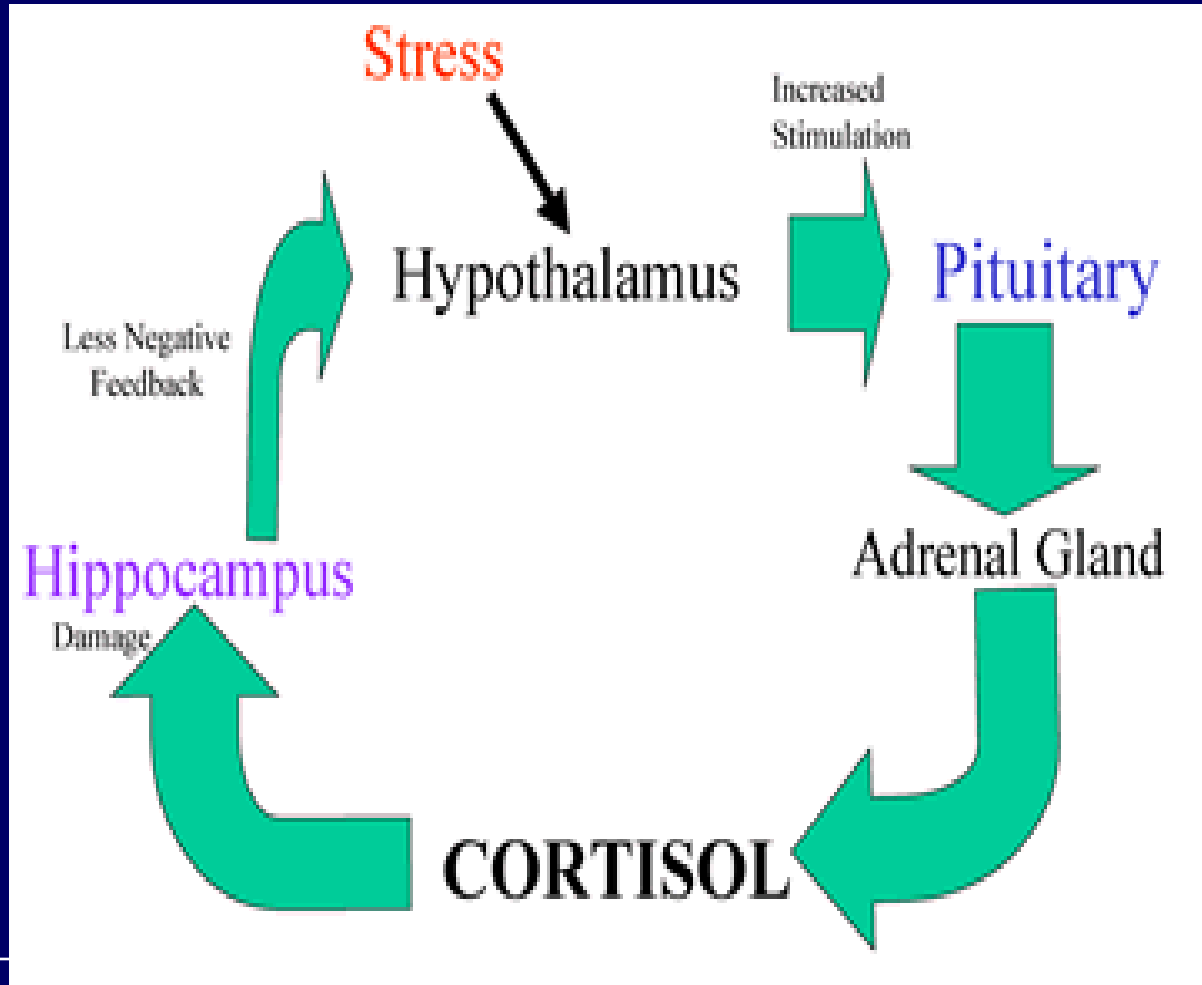 Stress
Increased
Stimulation
Hypothalamus
Pituitary
Less Negative
Feedback
Adrenal Gland
Hippocampus
Damage
CORTISOL